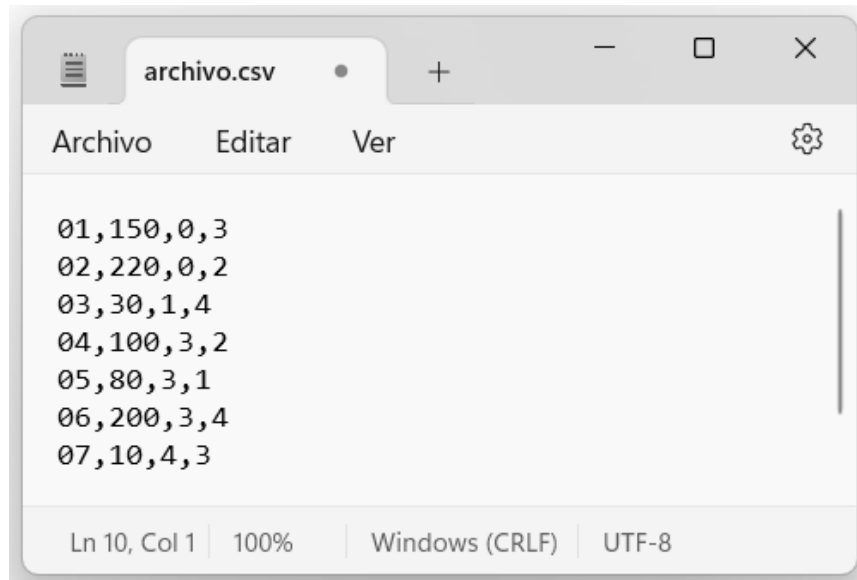 archivo.csv
Archivo Editar Ver
01,150,0,3
02,220,0,2
03,30,1,4
04,100,3,2
05,80,3,1
06,200,3,4
07,10,4,3
Ln 10, Col 1 100% Windows (CRLF) UTF-8